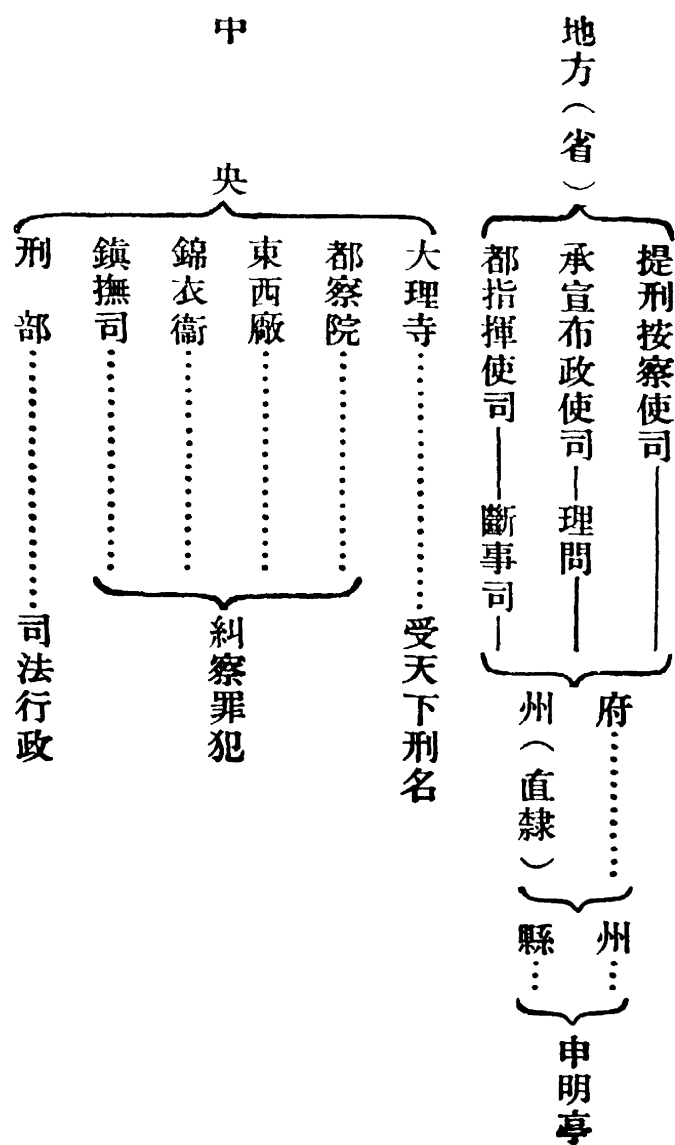 地方（省）
提刑按察使司
承宣布政使司－理問
都指揮使司－斷事司
府
州（直隸）
州
縣
申明亭
中央
大理寺⋯⋯受天下刑名
都察院
東西廠
錦衣衞
鎮撫司
糾察罪犯
刑部⋯⋯司法行政